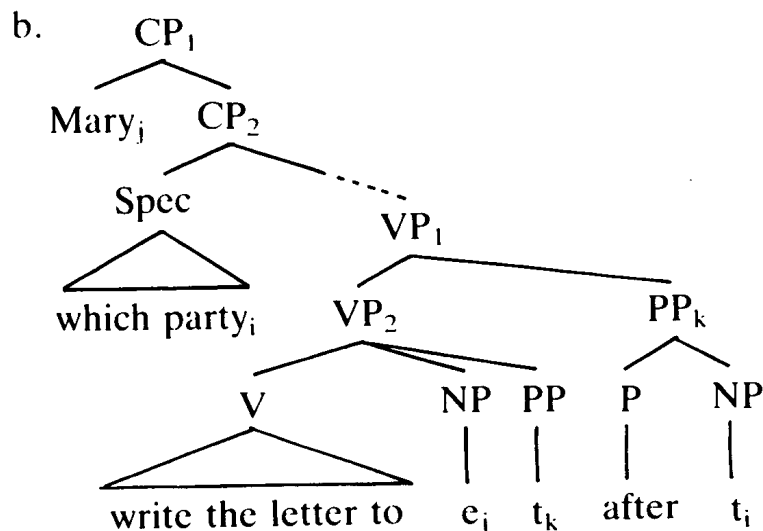 b.
CP₁
Maryⱼ CP₂
Spec
VP₁
which partyᵢ VP₂ PPₖ
V NP PP P NP
write the letter to eⱼ tₖ after tᵢ